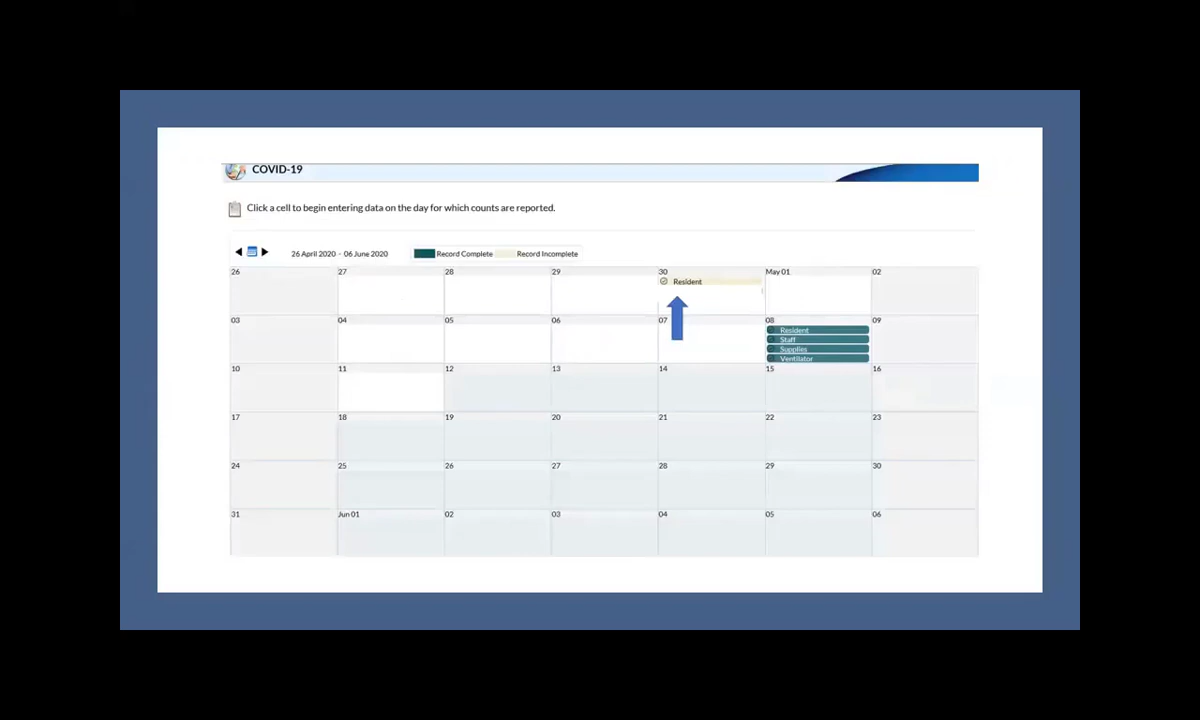 COVID-19
Click a cell to begin entering data on the day for which counts are reported.
26 April 2020 - 06 June 2020 Record Complete Record Incomplete
26 27 28 29 30 May 01 02
Resident
03 04 05 06 07 08 09
Resident
Staff
Supplies
Ventilator
10 11 12 13 14 15 16
17 18 19 20 21 22 23
24 25 26 27 28 29 30
31 Jun 01 02 03 04 05 06